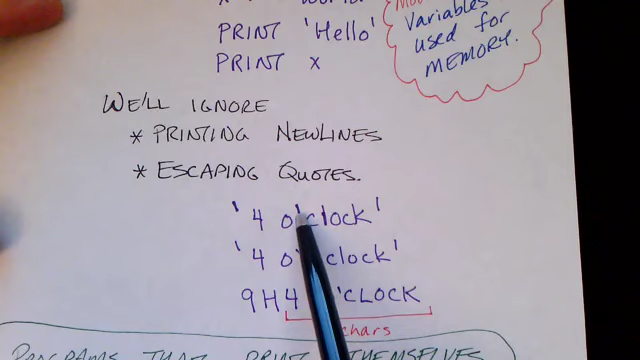 PRINT 'Hello'
PRINT x
Variables
used for
MEMORY.
WE'LL IGNORE
* PRINTING NEWLINES
* ESCAPING QUOTES.
'4 o'clock'
'4 o clock'
9H4 'CLOCK
chars
PROGRAMS THAT PRINT THEMSELVES